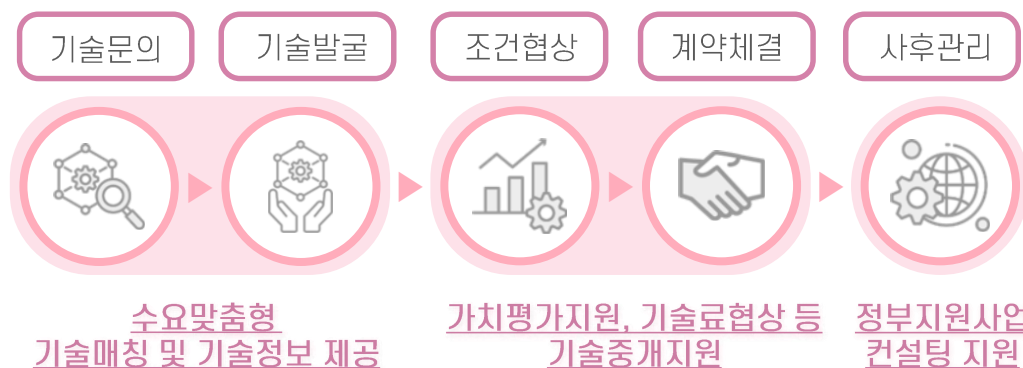 기술문의
기술발굴
조건협상
계약체결
사후관리
수요맞춤형
기술매칭 및 기술정보 제공
가치평가지원, 기술료협상 등
기술중개지원
정부지원사업
컨설팅 지원